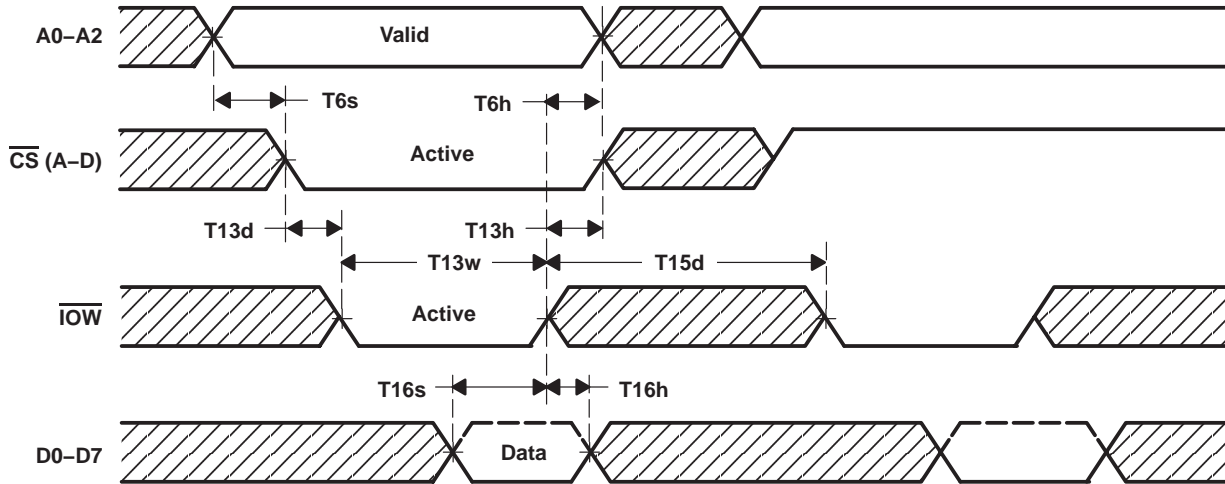 A0–A2
Valid
T6s
T6h
CS (A–D)
Active
T13d
T13h
T13w
T15d
IOW
Active
T16s
T16h
D0–D7
Data